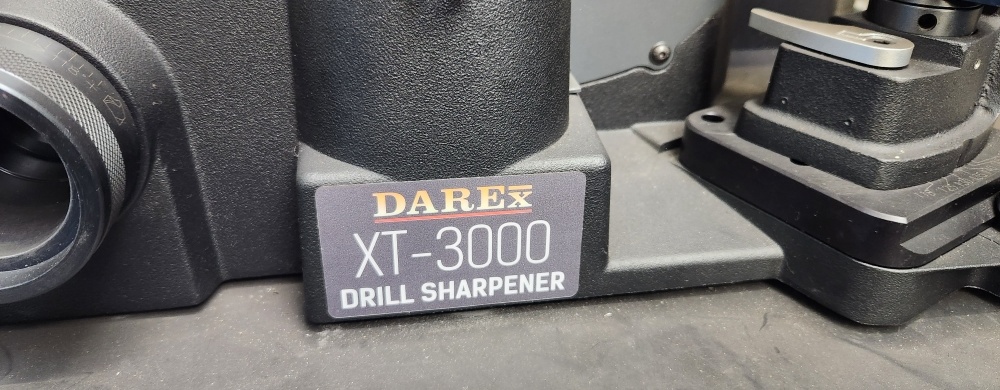 DAREX
XT-3000
DRILL SHARPENER